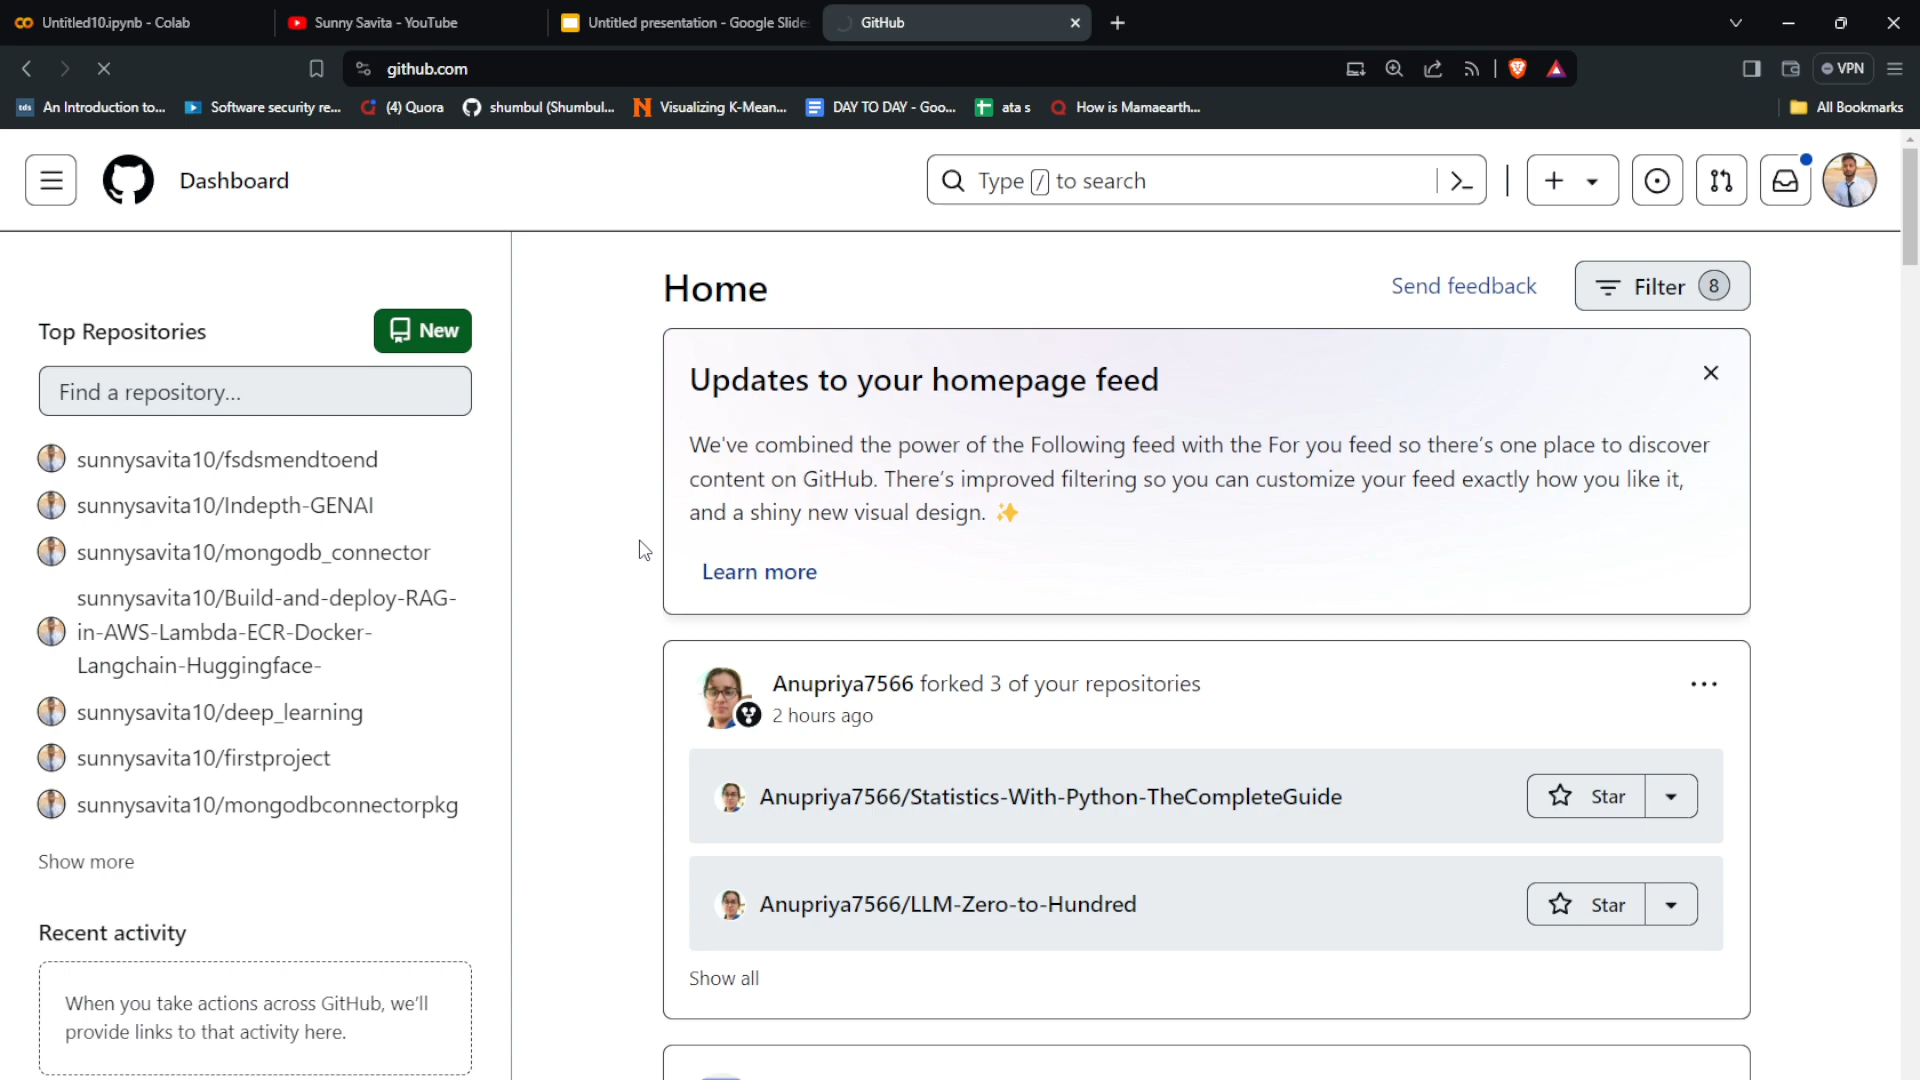 Untitled10.ipynb - Colab
Sunny Savita - YouTube
Untitled presentation - Google Slide
GitHub
github.com
VPN
An Introduction to...
Software security re...
(4) Quora
shumbul (Shumbul...
Visualizing K-Mean...
DAY TO DAY - Goo...
ata s
How is Mamaearth...
All Bookmarks
Dashboard
Type / to search
Home
Send feedback
Filter 8
Top Repositories
New
Find a repository...
sunnysavita10/fsdsmendtoend
sunnysavita10/Indepth-GENAI
sunnysavita10/mongodb_connector
sunnysavita10/Build-and-deploy-RAG-
in-AWS-Lambda-ECR-Docker-
Langchain-Huggingface-
sunnysavita10/deep_learning
sunnysavita10/firstproject
sunnysavita10/mongodbconnectorpkg
Show more
Recent activity
When you take actions across GitHub, we'll
provide links to that activity here.
Updates to your homepage feed
We've combined the power of the Following feed with the For you feed so there's one place to discover
content on GitHub. There's improved filtering so you can customize your feed exactly how you like it,
and a shiny new visual design. ✨
Learn more
Anupriya7566 forked 3 of your repositories
2 hours ago
Anupriya7566/Statistics-With-Python-TheCompleteGuide
Star
Anupriya7566/LLM-Zero-to-Hundred
Star
Show all